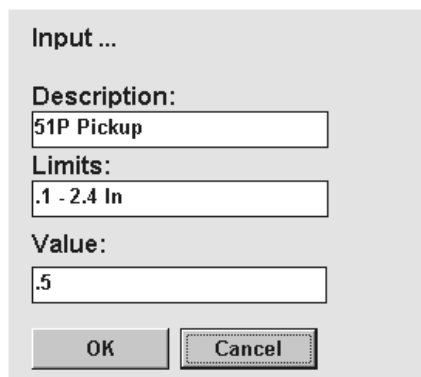 Input ...
Description:
51P Pickup
Limits:
.1 - 2.4 In
Value:
.5
OK Cancel